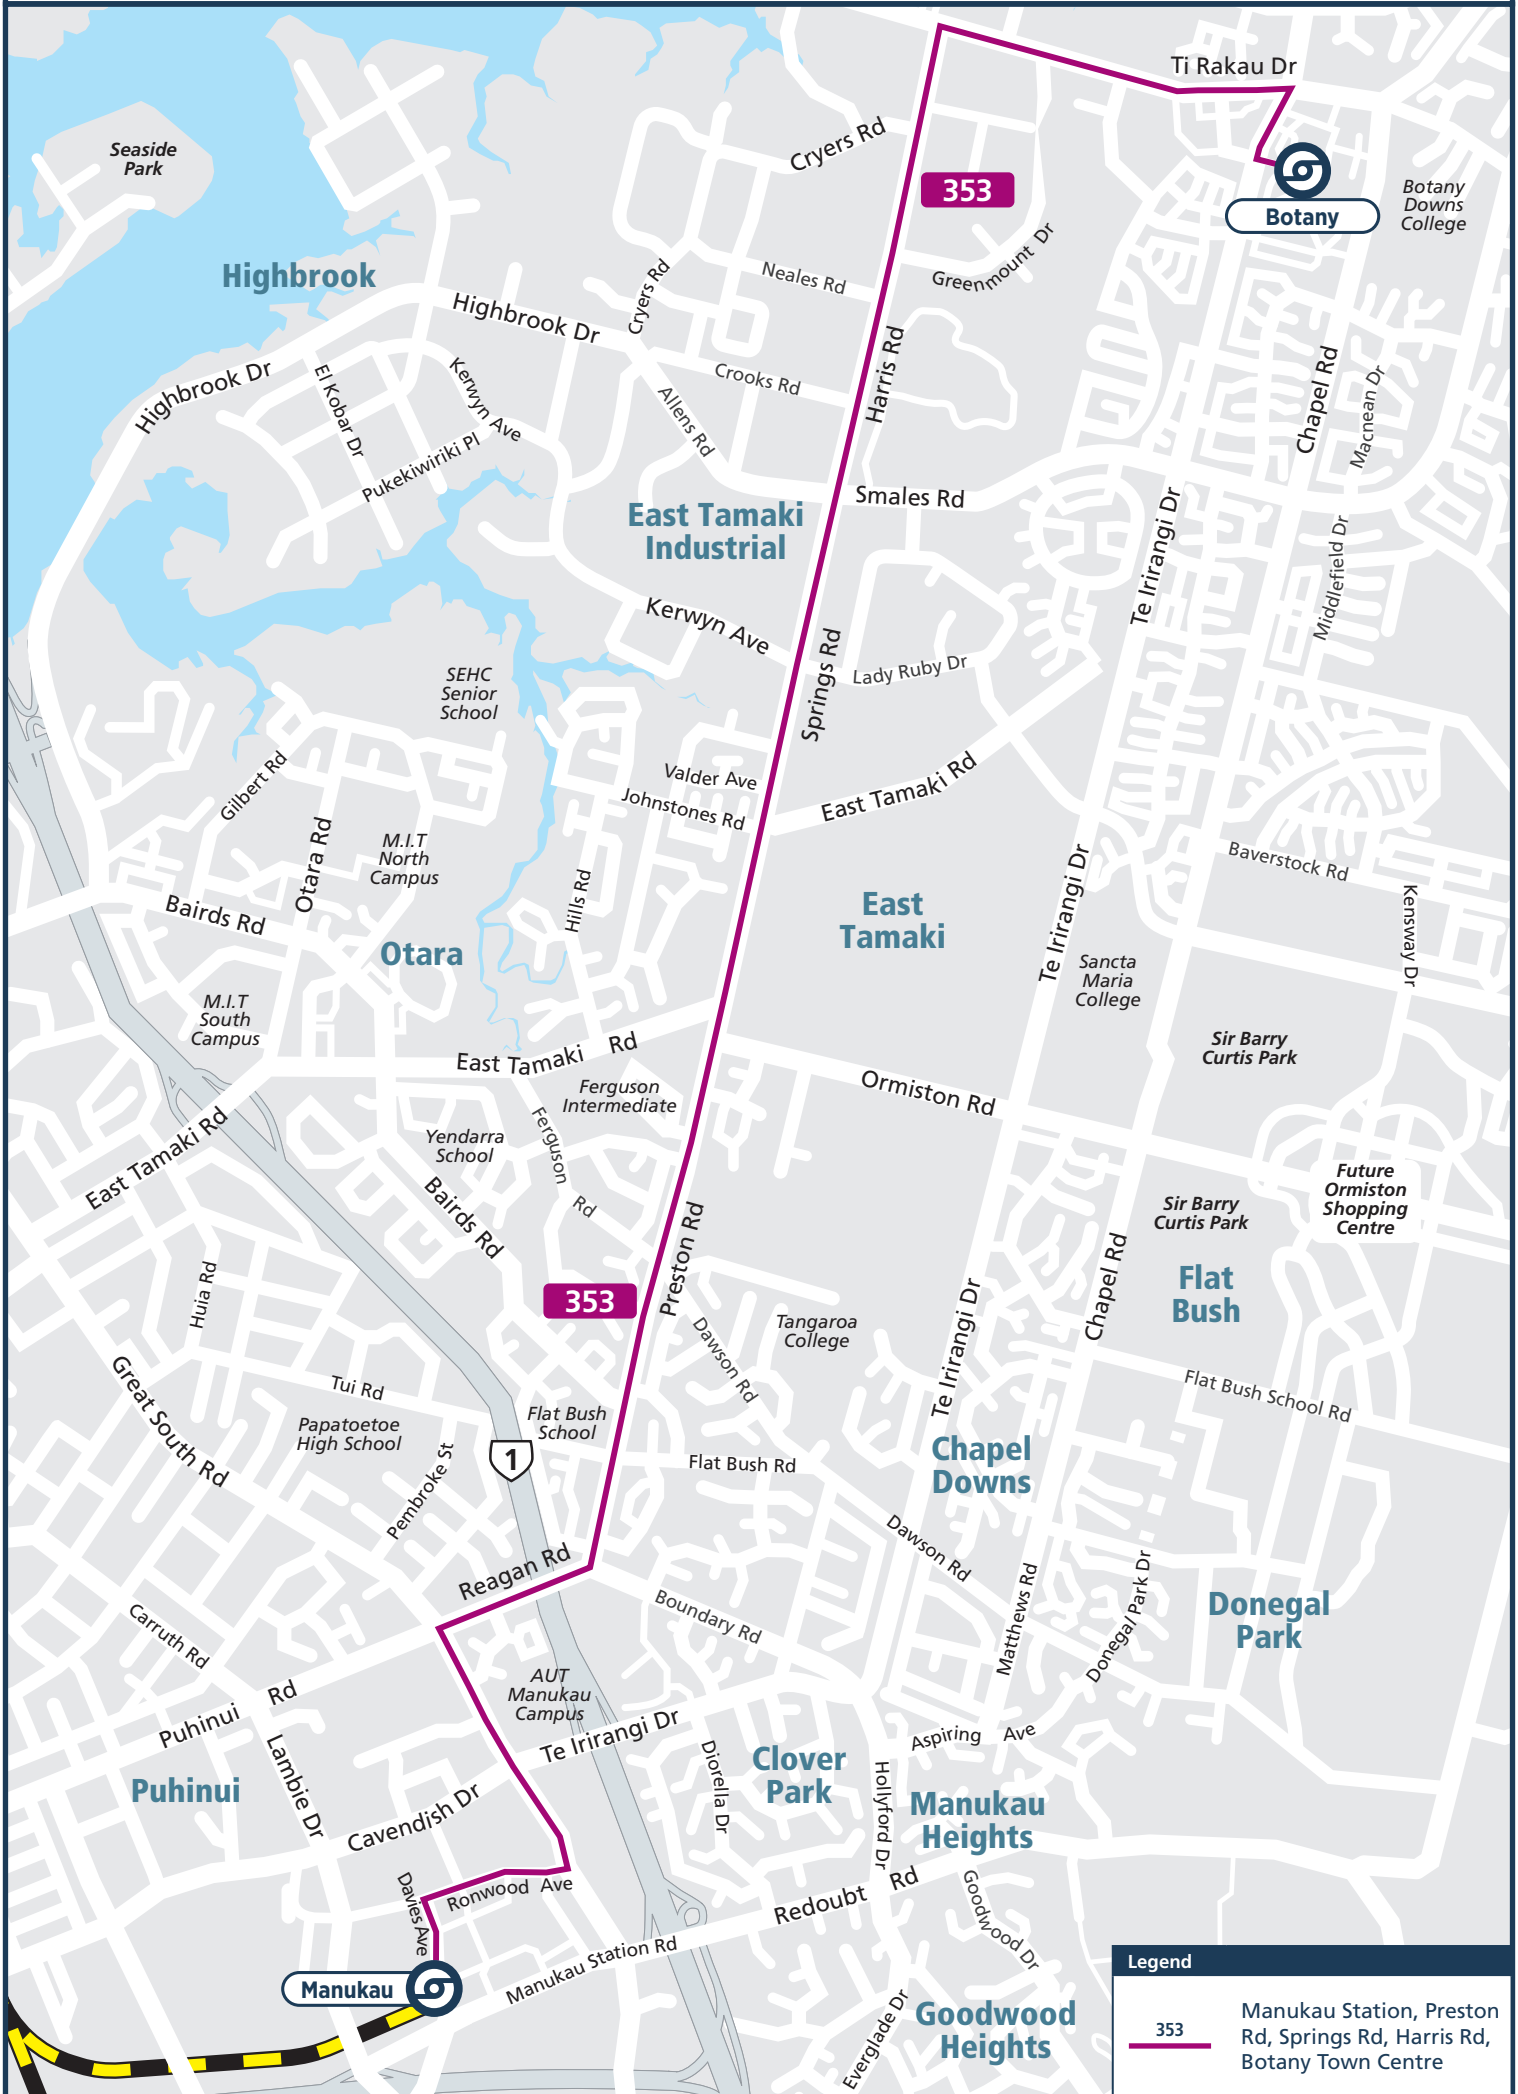 Ti Rakau Dr
Cryers Rd
Seaside
Park
353
Botany
Botany
Downs
College
Highbrook
Greenmount Dr
Neales Rd
Cryers Rd
Highbrook Dr
Harris Rd
Highbrook Dr
El Kobar Dr
Kerwyn Ave
Crooks Rd
Chapel Rd
Macnean Dr
Allens Rd
Pukekiwiriki Pl
Smales Rd
East Tamaki
Industrial
Te Irirangi Dr
Middlefield Dr
Kerwyn Ave
Springs Rd
Lady Ruby Dr
SEHC
Senior
School
Gilbert Rd
Valder Ave
Johnstones Rd
East Tamaki Rd
Otara Rd
M.I.T
North
Campus
Baverstock Rd
Hills Rd
Te Irirangi Dr
Kensway Dr
Bairds Rd
East
Tamaki
Otara
Sancta
Maria
College
M.I.T
South
Campus
Sir Barry
Curtis Park
East Tamaki Rd
Ferguson
Intermediate
Ormiston Rd
East Tamaki Rd
Ferguson Rd
Yendarra
School
Bairds Rd
Future
Ormiston
Shopping
Centre
Sir Barry
Curtis Park
Preston Rd
Chapel Rd
Flat
Bush
Huia Rd
353
Te Irirangi Dr
Tangaroa
College
Dawson Rd
Great South Rd
Tui Rd
Flat Bush School Rd
Papatoetoe
High School
Flat Bush
School
1
Pembroke St
Flat Bush Rd
Chapel
Downs
Dawson Rd
Reagan Rd
Matthews Rd
Donegal Park Dr
Donegal
Park
Boundary Rd
Carruth Rd
Puhinui Rd
AUT
Manukau
Campus
Te Irirangi Dr
Aspiring Ave
Lambie Dr
Diorella Dr
Clover
Park
Hollyford Dr
Puhinui
Cavendish Dr
Manukau
Heights
Davies Ave
Ronwood Ave
Redoubt Rd
Goodwood Dr
Manukau Station Rd
Manukau
Everglade Dr
Goodwood
Heights
Legend
353
Manukau Station, Preston
Rd, Springs Rd, Harris Rd,
Botany Town Centre